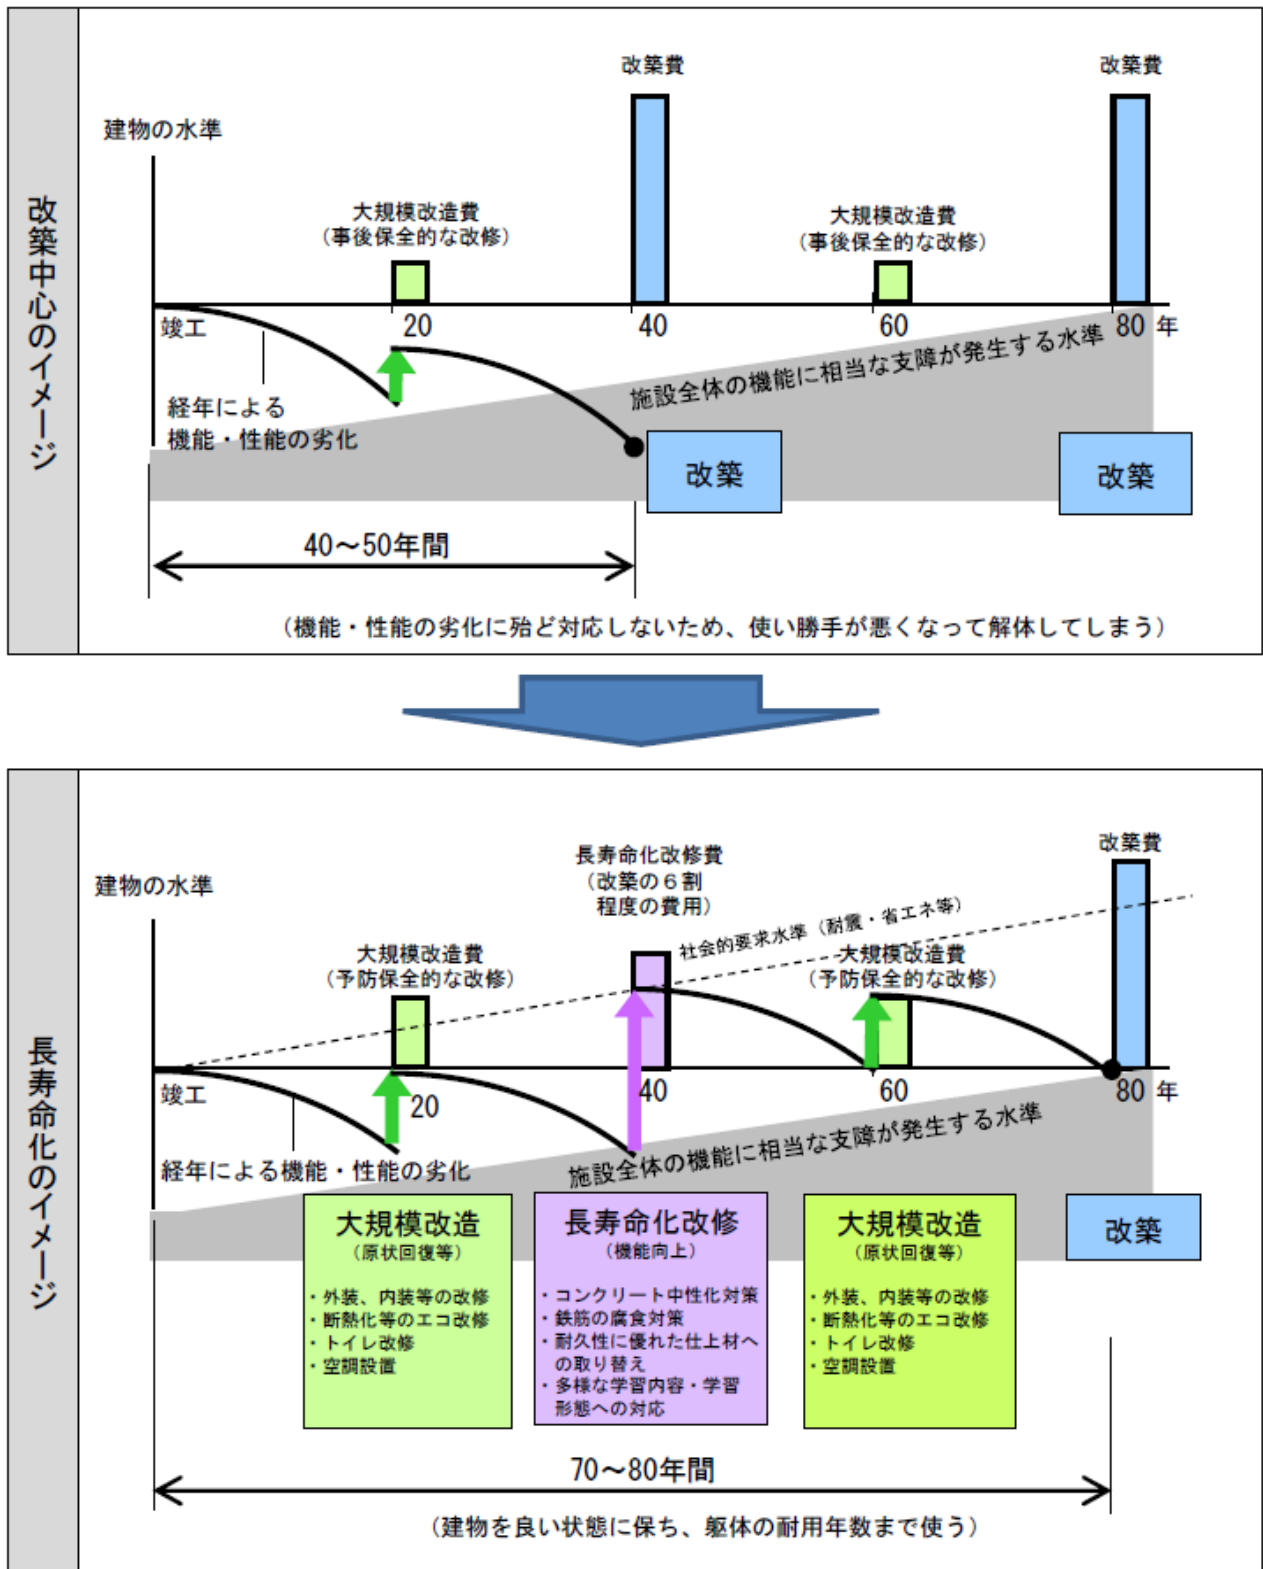 改築中心のイメージ
改築費
改築費
建物の水準
大規模改造費
（事後保全的な改修）
大規模改造費
（事後保全的な改修）
竣工
20
40
60
80 年
施設全体の機能に相当な支障が発生する水準
経年による
機能・性能の劣化
改築
改築
40～50年間
（機能・性能の劣化に殆ど対応しないため、使い勝手が悪くなって解体してしまう）
長寿命化のイメージ
改築費
長寿命化改修費
（改築の６割
程度の費用）
建物の水準
社会的要求水準（耐震・省エネ等）
大規模改造費
（予防保全的な改修）
大規模改造費
（予防保全的な改修）
竣工
20
40
60
80 年
施設全体の機能に相当な支障が発生する水準
経年による機能・性能の劣化
大規模改造
（原状回復等）
・外装、内装等の改修
・断熱化等のエコ改修
・トイレ改修
・空調設置
長寿命化改修
（機能向上）
・コンクリート中性化対策
・鉄筋の腐食対策
・耐久性に優れた仕上材へ
の取り替え
・多様な学習内容・学習
形態への対応
大規模改造
（原状回復等）
・外装、内装等の改修
・断熱化等のエコ改修
・トイレ改修
・空調設置
改築
70～80年間
（建物を良い状態に保ち、躯体の耐用年数まで使う）